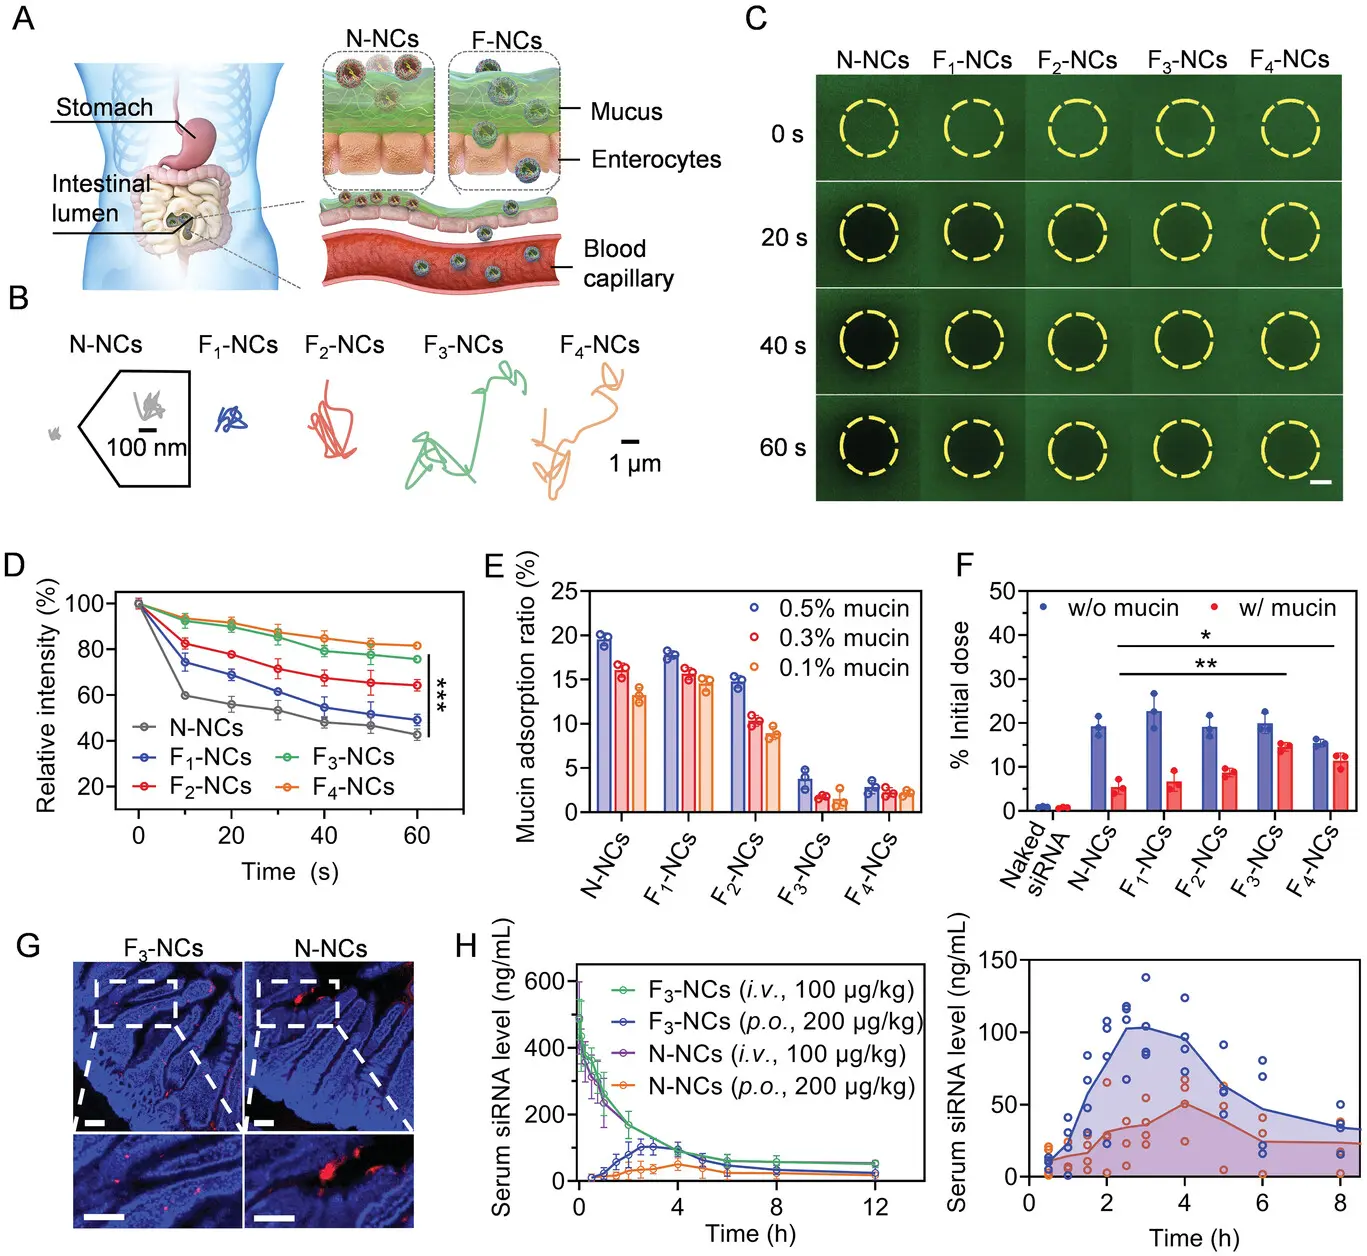 A
N-NCs
F-NCs
Stomach
Intestinal
lumen
Mucus
Enterocytes
Blood
capillary
B
N-NCs
F1-NCs
F2-NCs
F3-NCs
F4-NCs
100 nm
1 μm
C
N-NCs
F1-NCs
F2-NCs
F3-NCs
F4-NCs
0 s
20 s
40 s
60 s
D
Relative intensity (%)
100
80
60
40
20
0
20
40
60
Time (s)
N-NCs
F1-NCs
F2-NCs
F3-NCs
F4-NCs
***
E
Mucin adsorption ratio (%)
25
20
15
10
5
0
0.5% mucin
0.3% mucin
0.1% mucin
N-NCs
F1-NCs
F2-NCs
F3-NCs
F4-NCs
F
% Initial dose
50
40
30
20
10
0
w/o mucin
w/ mucin
*
**
Naked
siRNA
N-NCs
F1-NCs
F2-NCs
F3-NCs
F4-NCs
G
F3-NCs
N-NCs
H
Serum siRNA level (ng/mL)
600
400
200
0
F3-NCs (i.v., 100 μg/kg)
F3-NCs (p.o., 200 μg/kg)
N-NCs (i.v., 100 μg/kg)
N-NCs (p.o., 200 μg/kg)
0
4
8
12
Time (h)
Serum siRNA level (ng/mL)
150
100
50
0
0
2
4
6
8
Time (h)